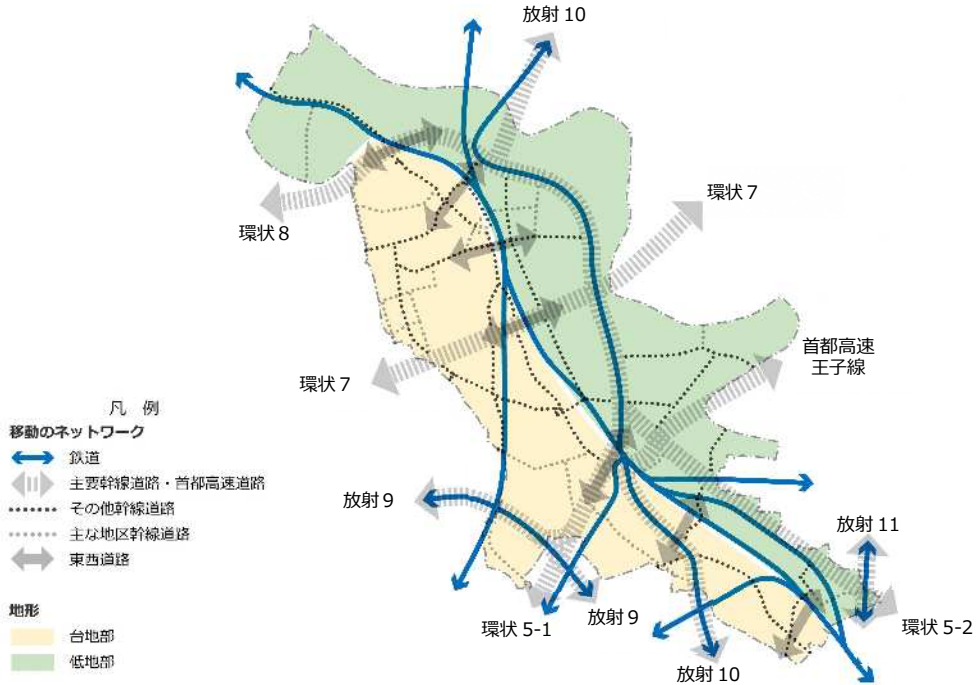 放射 10
環状 8
環状 7
環状 7
首都高速
王子線
放射 9
放射 11
環状 5-1
放射 9
放射 10
環状 5-2
凡 例
移動のネットワーク
鉄道
主要幹線道路・首都高速道路
その他幹線道路
主な地区幹線道路
東西道路
地形
台地部
低地部